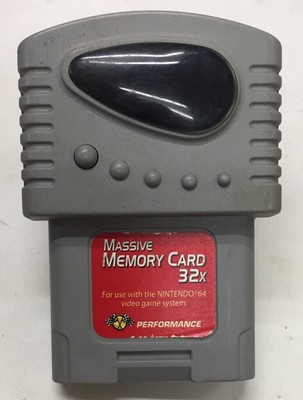 MASSIVE
MEMORY CARD
32X
For use with the NINTENDO®64
video game system.
PERFORMANCE